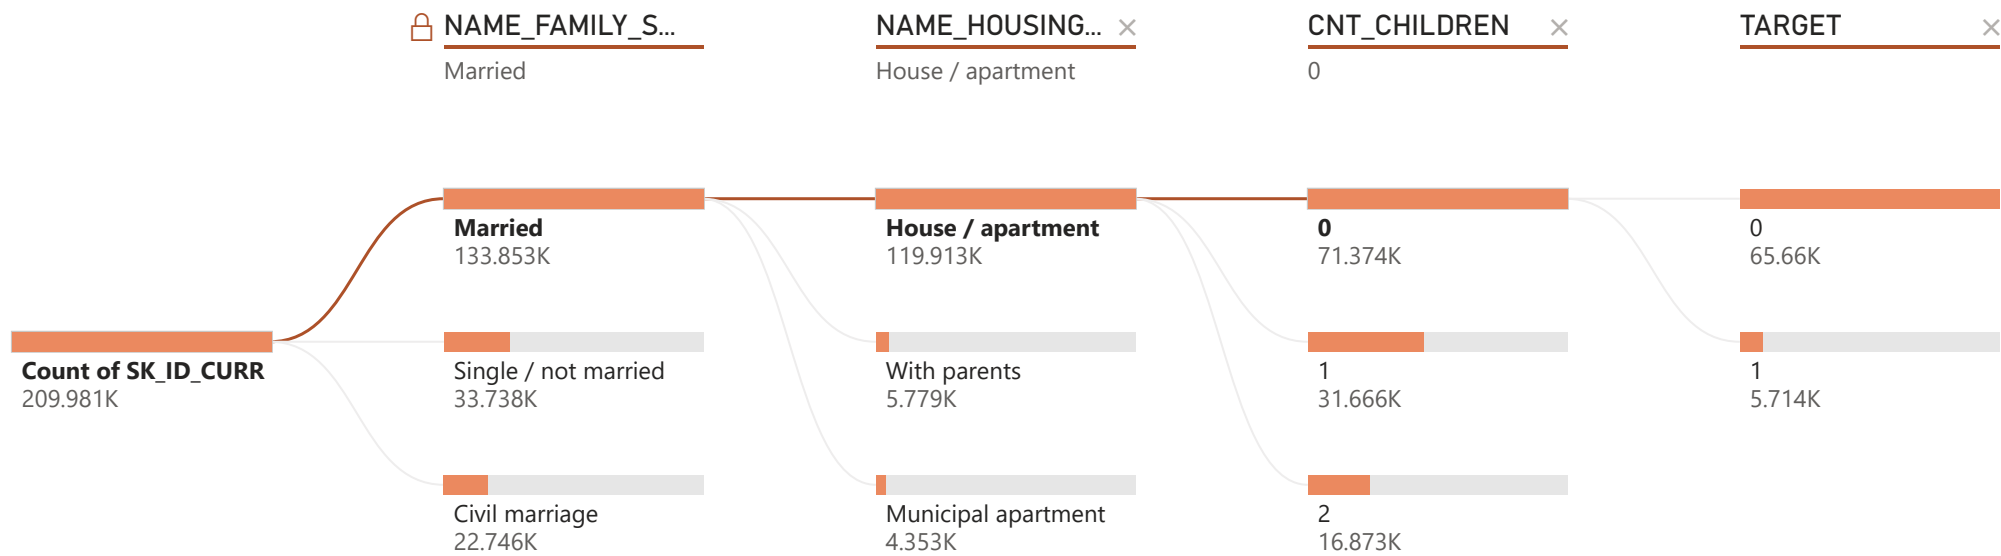 NAME_FAMILY_S...
Married
NAME_HOUSING...
House / apartment
CNT_CHILDREN
0
TARGET
Count of SK_ID_CURR
209.981K
Married
133.853K
Single / not married
33.738K
Civil marriage
22.746K
House / apartment
119.913K
With parents
5.779K
Municipal apartment
4.353K
0
71.374K
1
31.666K
2
16.873K
0
65.66K
1
5.714K